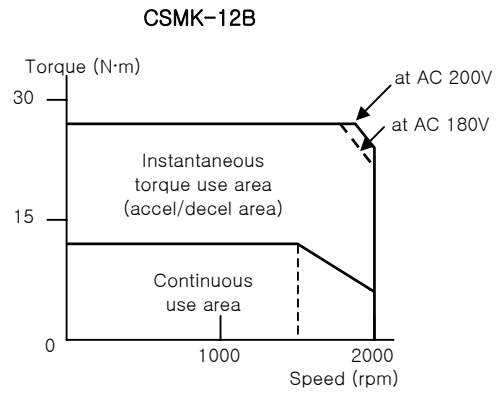 CSMK-12B
Torque (N·m)
at AC 200V
30
at AC 180V
Instantaneous
torque use area
(accel/decel area)
15
Continuous
use area
0
1000
2000
Speed (rpm)